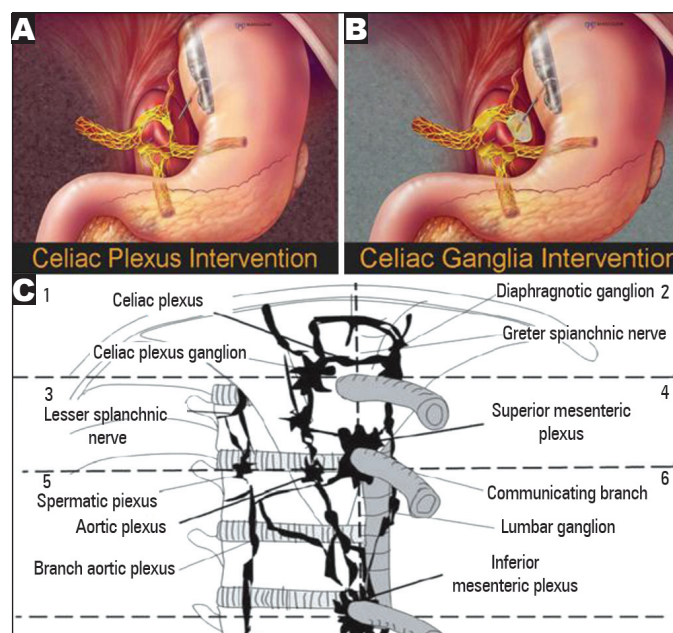 A
B
Celiac Plexus Intervention
Celiac Ganglia Intervention
C
1
Celiac plexus
Diaphragnotic ganglion 2
Greter spianchnic nerve
Celiac plexus ganglion
3
4
Lesser splanchnic
nerve
Superior mesenteric
plexus
5
6
Spermatic piexus
Communicating branch
Aortic plexus
Lumbar ganglion
Branch aortic plexus
Inferior
mesenteric plexus